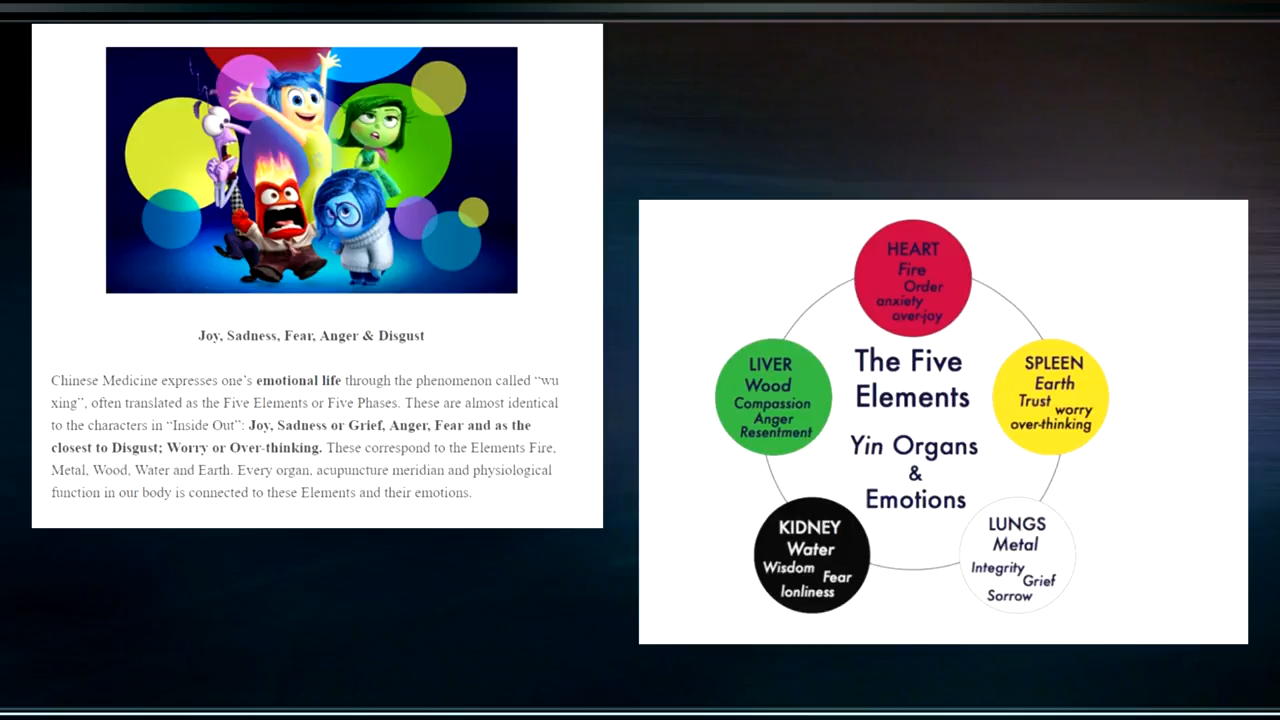 Joy, Sadness, Fear, Anger & Disgust
Chinese Medicine expresses one's emotional life through the phenomenon called “wu
xing”, often translated as the Five Elements or Five Phases. These are almost identical
to the characters in “Inside Out”: Joy, Sadness or Grief, Anger, Fear and as the
closest to Disgust; Worry or Over-thinking. These correspond to the Elements Fire,
Metal, Wood, Water and Earth. Every organ, acupuncture meridian and physiological
function in our body is connected to these Elements and their emotions.
HEART
Fire
Order
anxiety
over-joy
LIVER
Wood
Compassion
Anger
Resentment
The Five
Elements
Yin Organs
&
Emotions
SPLEEN
Earth
Trust
worry
over-thinking
KIDNEY
Water
Wisdom
Fear
lonliness
LUNGS
Metal
Integrity
Grief
Sorrow